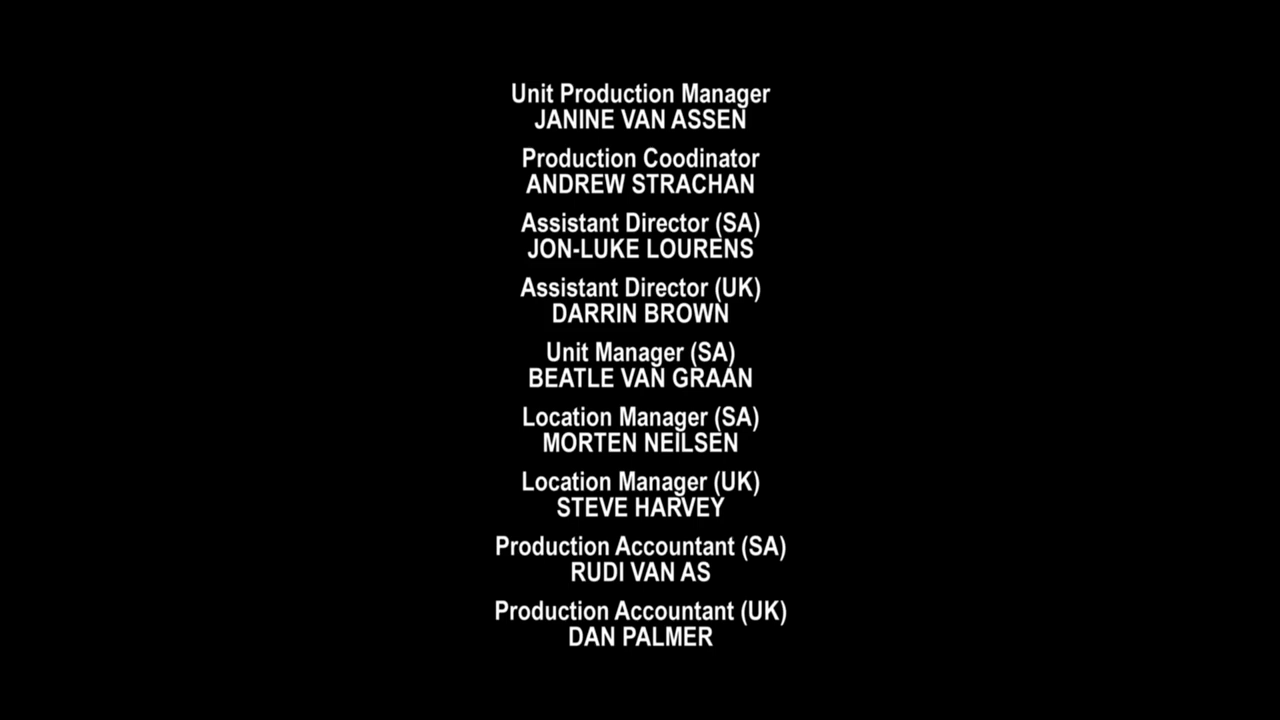 Unit Production Manager
JANINE VAN ASSEN
Production Coodinator
ANDREW STRACHAN
Assistant Director (SA)
JON-LUKE LOURENS
Assistant Director (UK)
DARRIN BROWN
Unit Manager (SA)
BEATLE VAN GRAAN
Location Manager (SA)
MORTEN NEILSEN
Location Manager (UK)
STEVE HARVEY
Production Accountant (SA)
RUDI VAN AS
Production Accountant (UK)
DAN PALMER